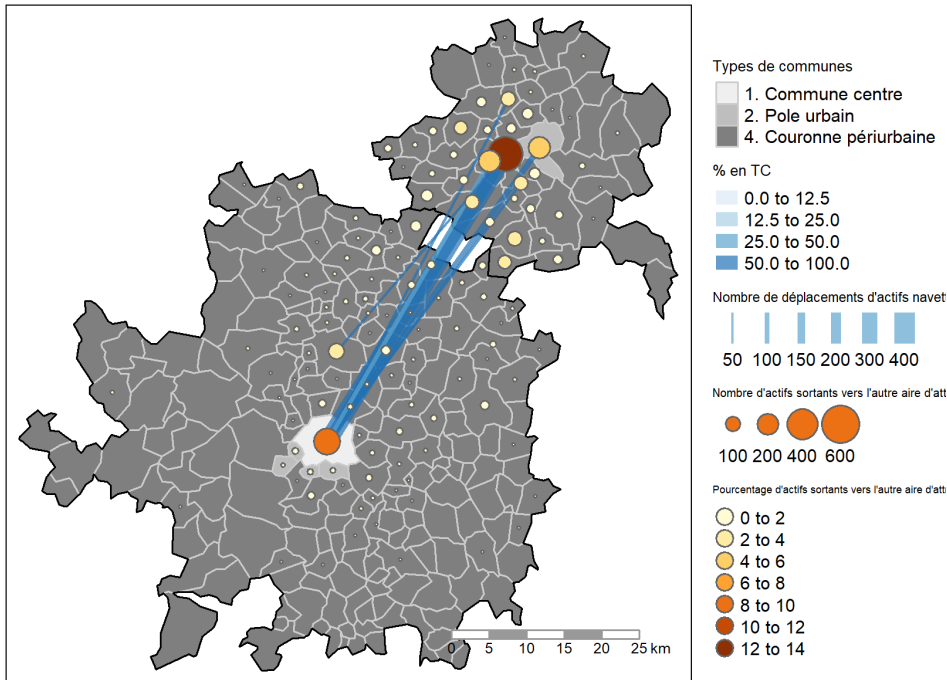 Types de communes
1. Commune centre
2. Pole urbain
4. Couronne périurbaine
% en TC
0.0 to 12.5
12.5 to 25.0
25.0 to 50.0
50.0 to 100.0
Nombre de déplacements d'actifs navett
50 100 150 200 300 400
Nombre d'actifs sortants vers l'autre aire d'att
100 200 400 600
Pourcentage d'actifs sortants vers l'autre aire d'att
0 to 2
2 to 4
4 to 6
6 to 8
8 to 10
10 to 12
12 to 14
0 5 10 15 20 25 km